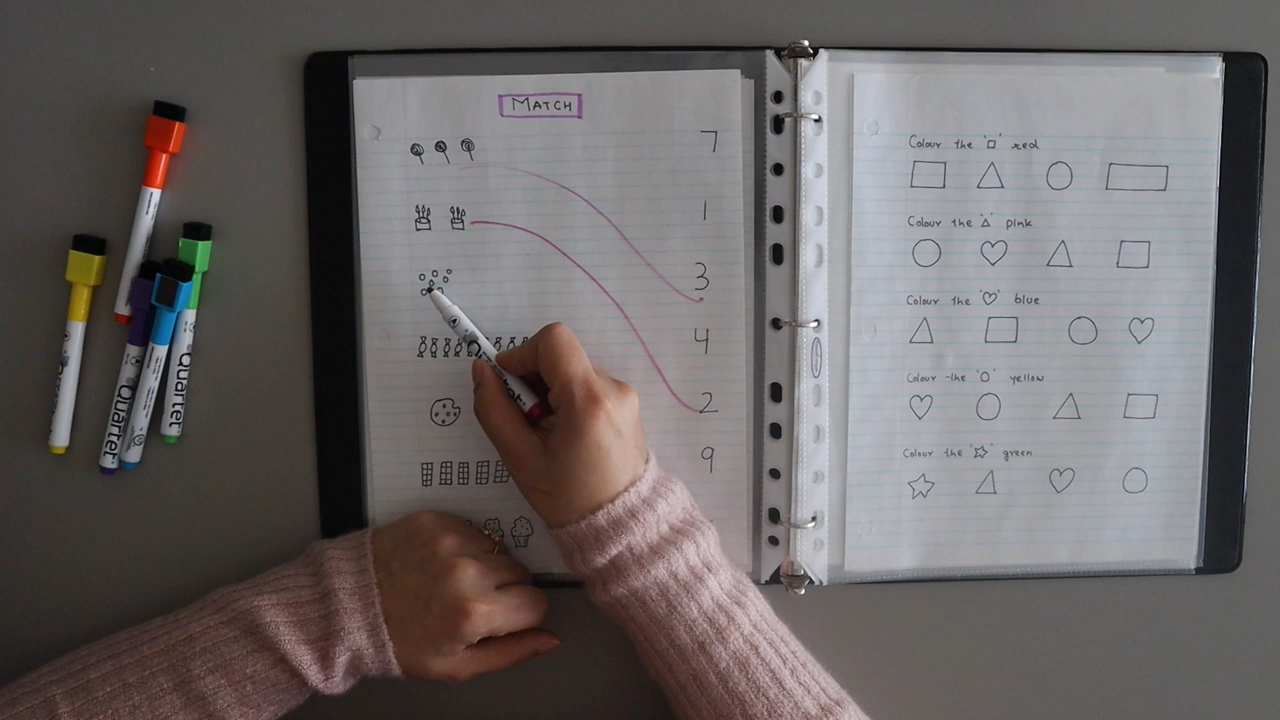 MATCH
7
1
3
4
2
9
Colour the '□' red
Colour the '△' pink
Colour the '♡' blue
Colour the '○' yellow
Colour the '☆' green
Quartet
Quartet
Quartet